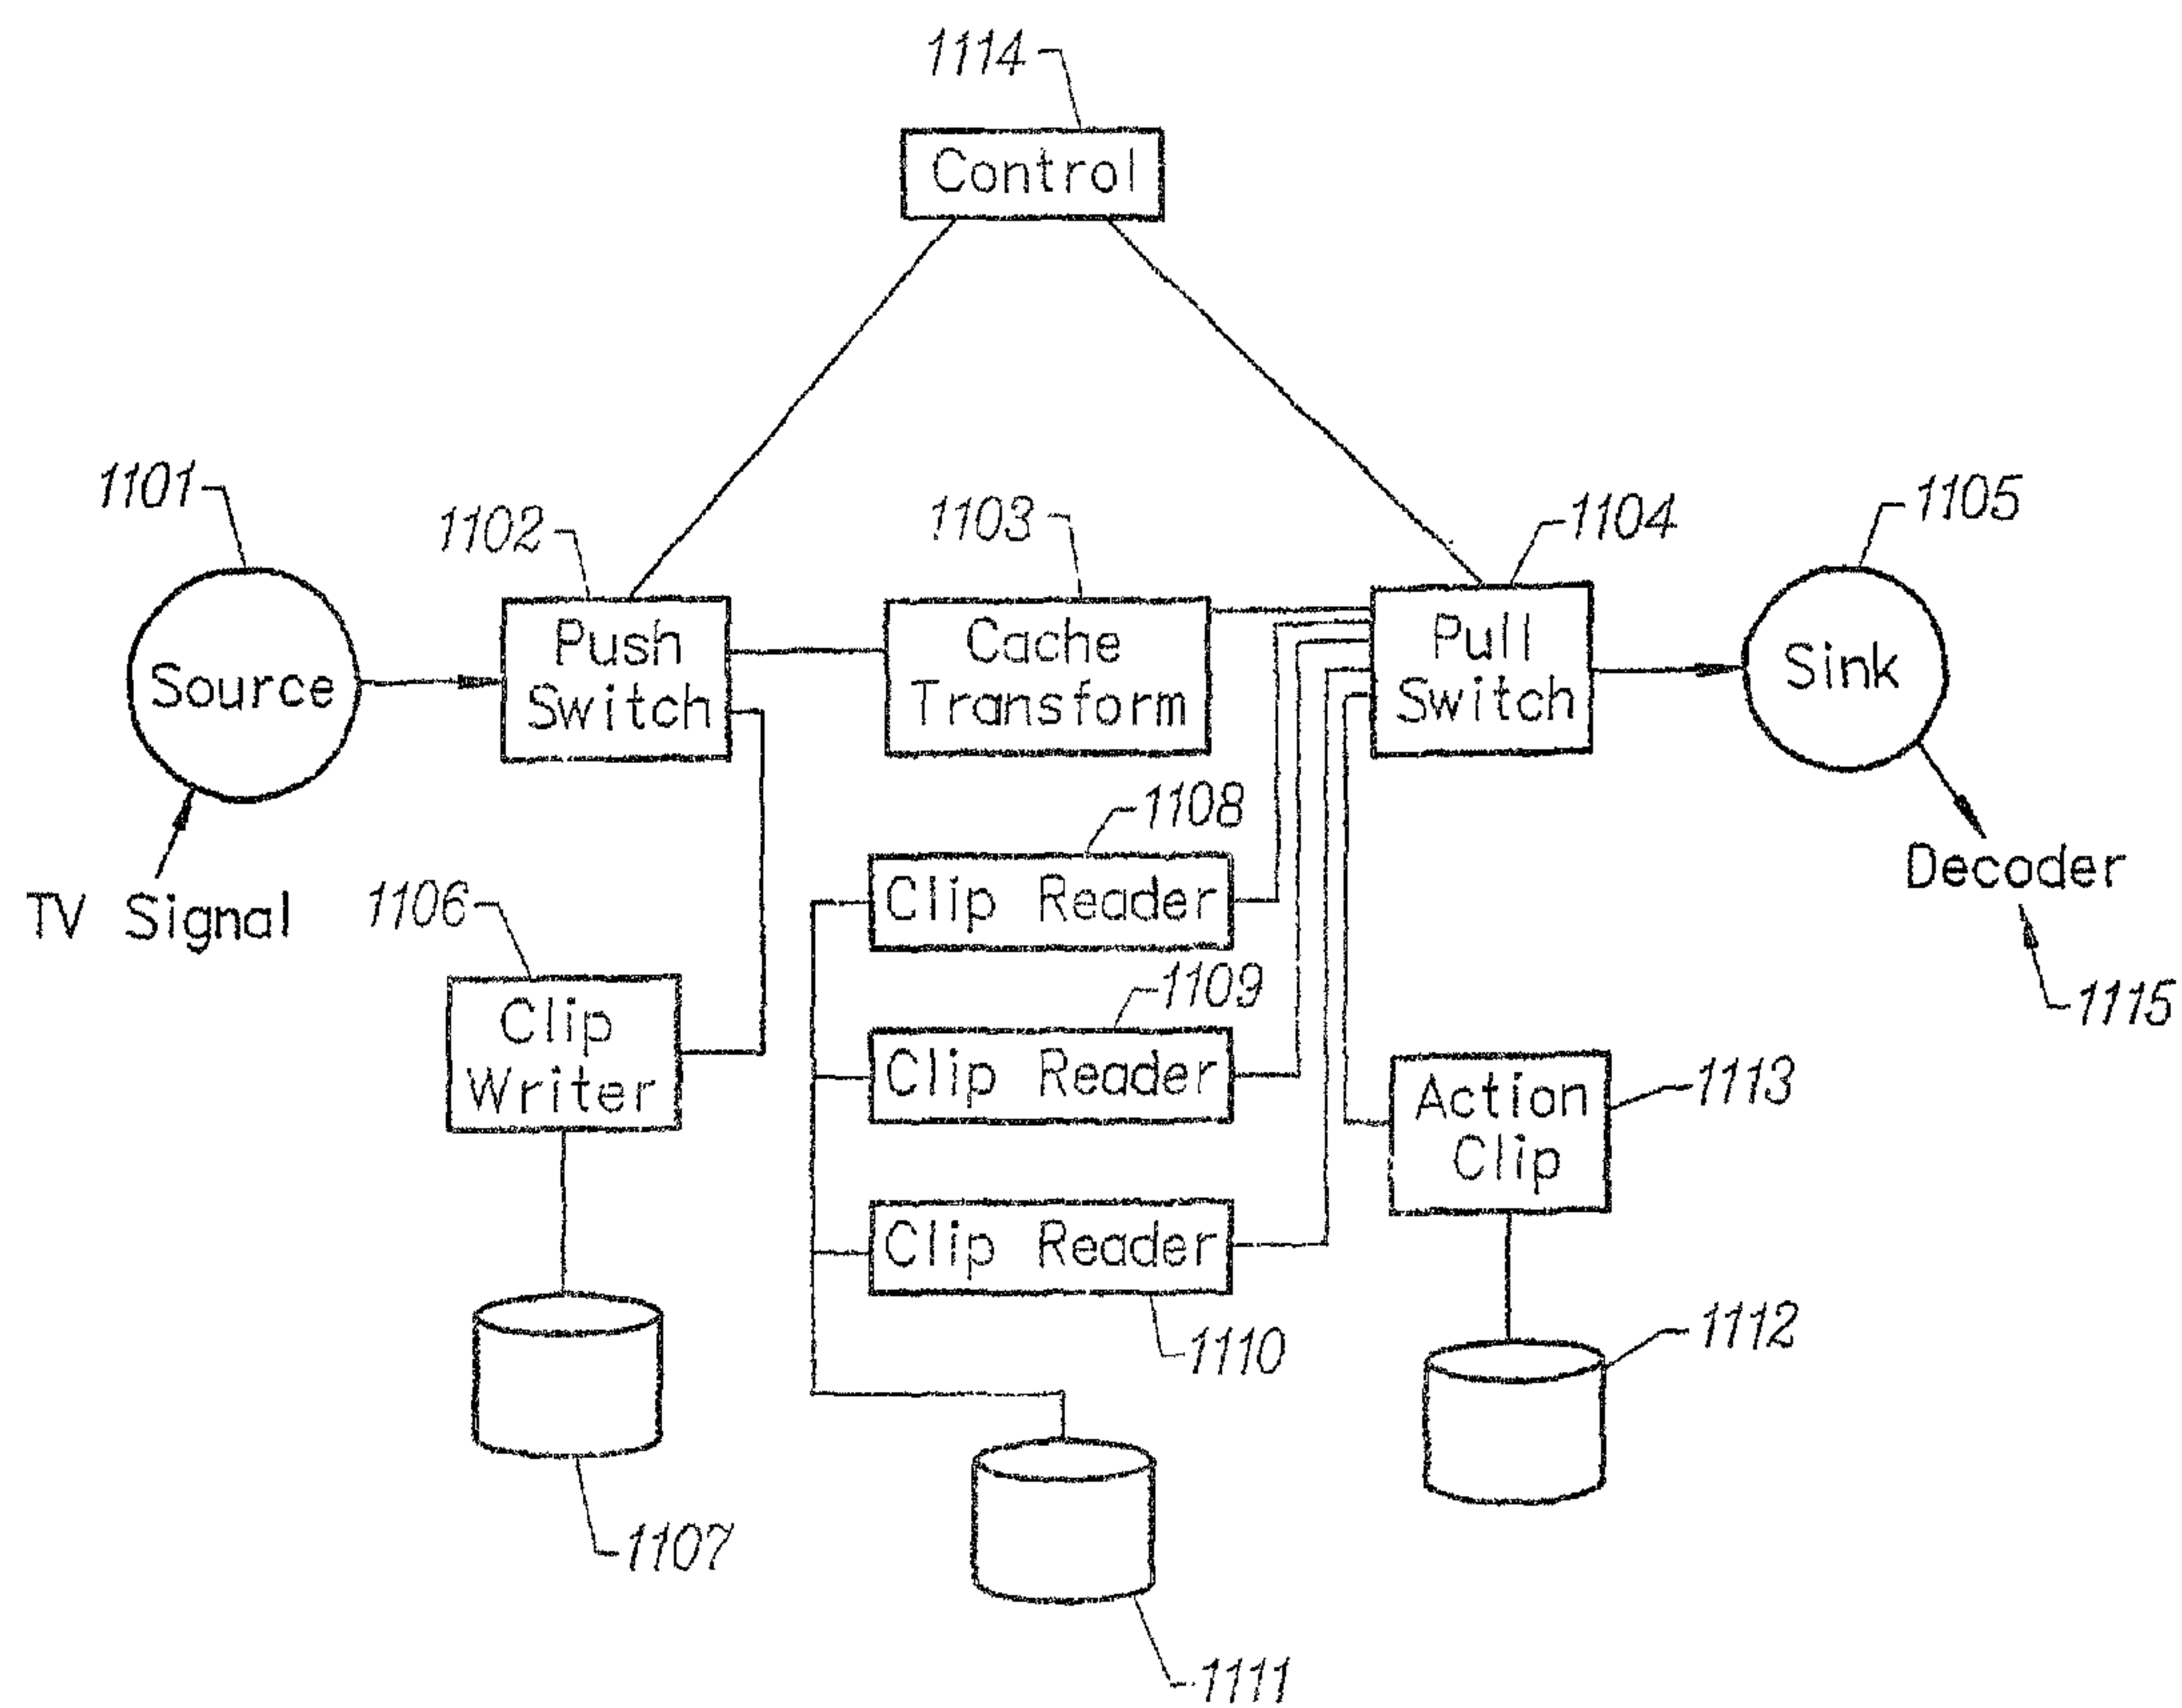 1114
Control
1101
1102
1103
1104
1105
Source
Push
Switch
Cache
Transform
Pull
Switch
Sink
TV Signal
1108
Clip Reader
Decoder
1106
1115
Clip
Writer
1109
Clip Reader
Action
Clip
1113
Clip Reader
1110
1112
1107
1111